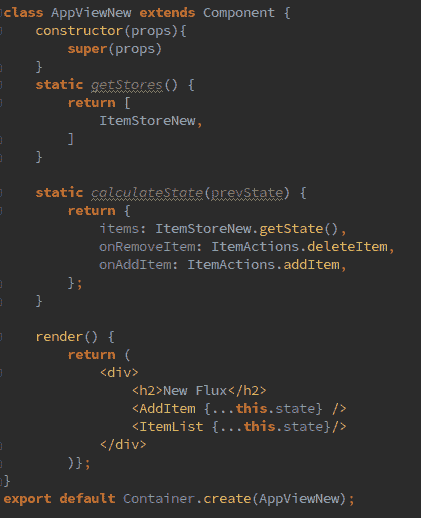 class AppViewNew extends Component {
    constructor(props){
        super(props)
    }
    static getStores() {
        return [
            ItemStoreNew,
        ]
    }

    static calculateState(prevState) {
        return {
            items: ItemStoreNew.getState(),
            onRemoveItem: ItemActions.deleteItem,
            onAddItem: ItemActions.addItem,
        };
    }

    render() {
        return (
            <div>
                <h2>New Flux</h2>
                <AddItem {...this.state} />
                <ItemList {...this.state}/>
            </div>
        )};
}
export default Container.create(AppViewNew);